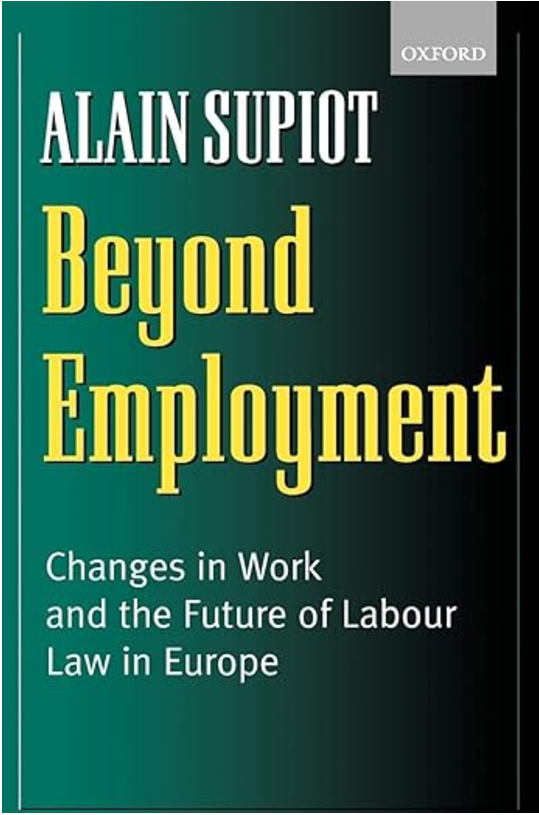 OXFORD
ALAIN SUPIOT
Beyond
Employment
Changes in Work
and the Future of Labour
Law in Europe